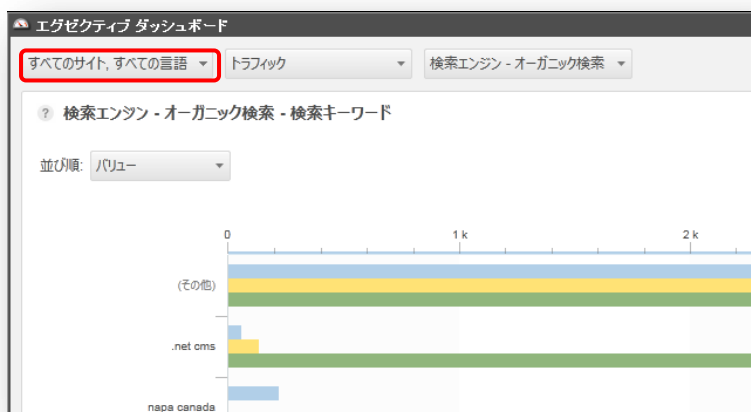 エグゼクティブ ダッシュボード
すべてのサイト, すべての言語 トラフィック 検索エンジン - オーガニック検索
? 検索エンジン - オーガニック検索 - 検索キーワード
並び順: バリュー
0 1 k 2 k
(その他)
.net cms
napa canada